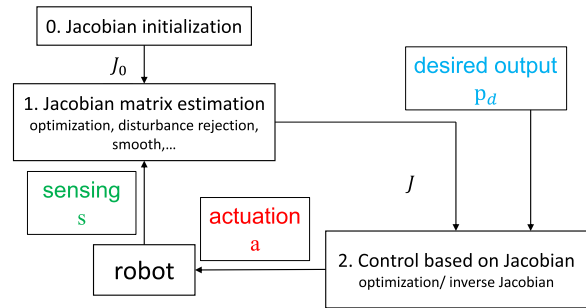 0. Jacobian initialization
J₀
1. Jacobian matrix estimation
optimization, disturbance rejection,
smooth,...
desired output
p_d
J
sensing
s
actuation
a
robot
2. Control based on Jacobian
optimization/ inverse Jacobian